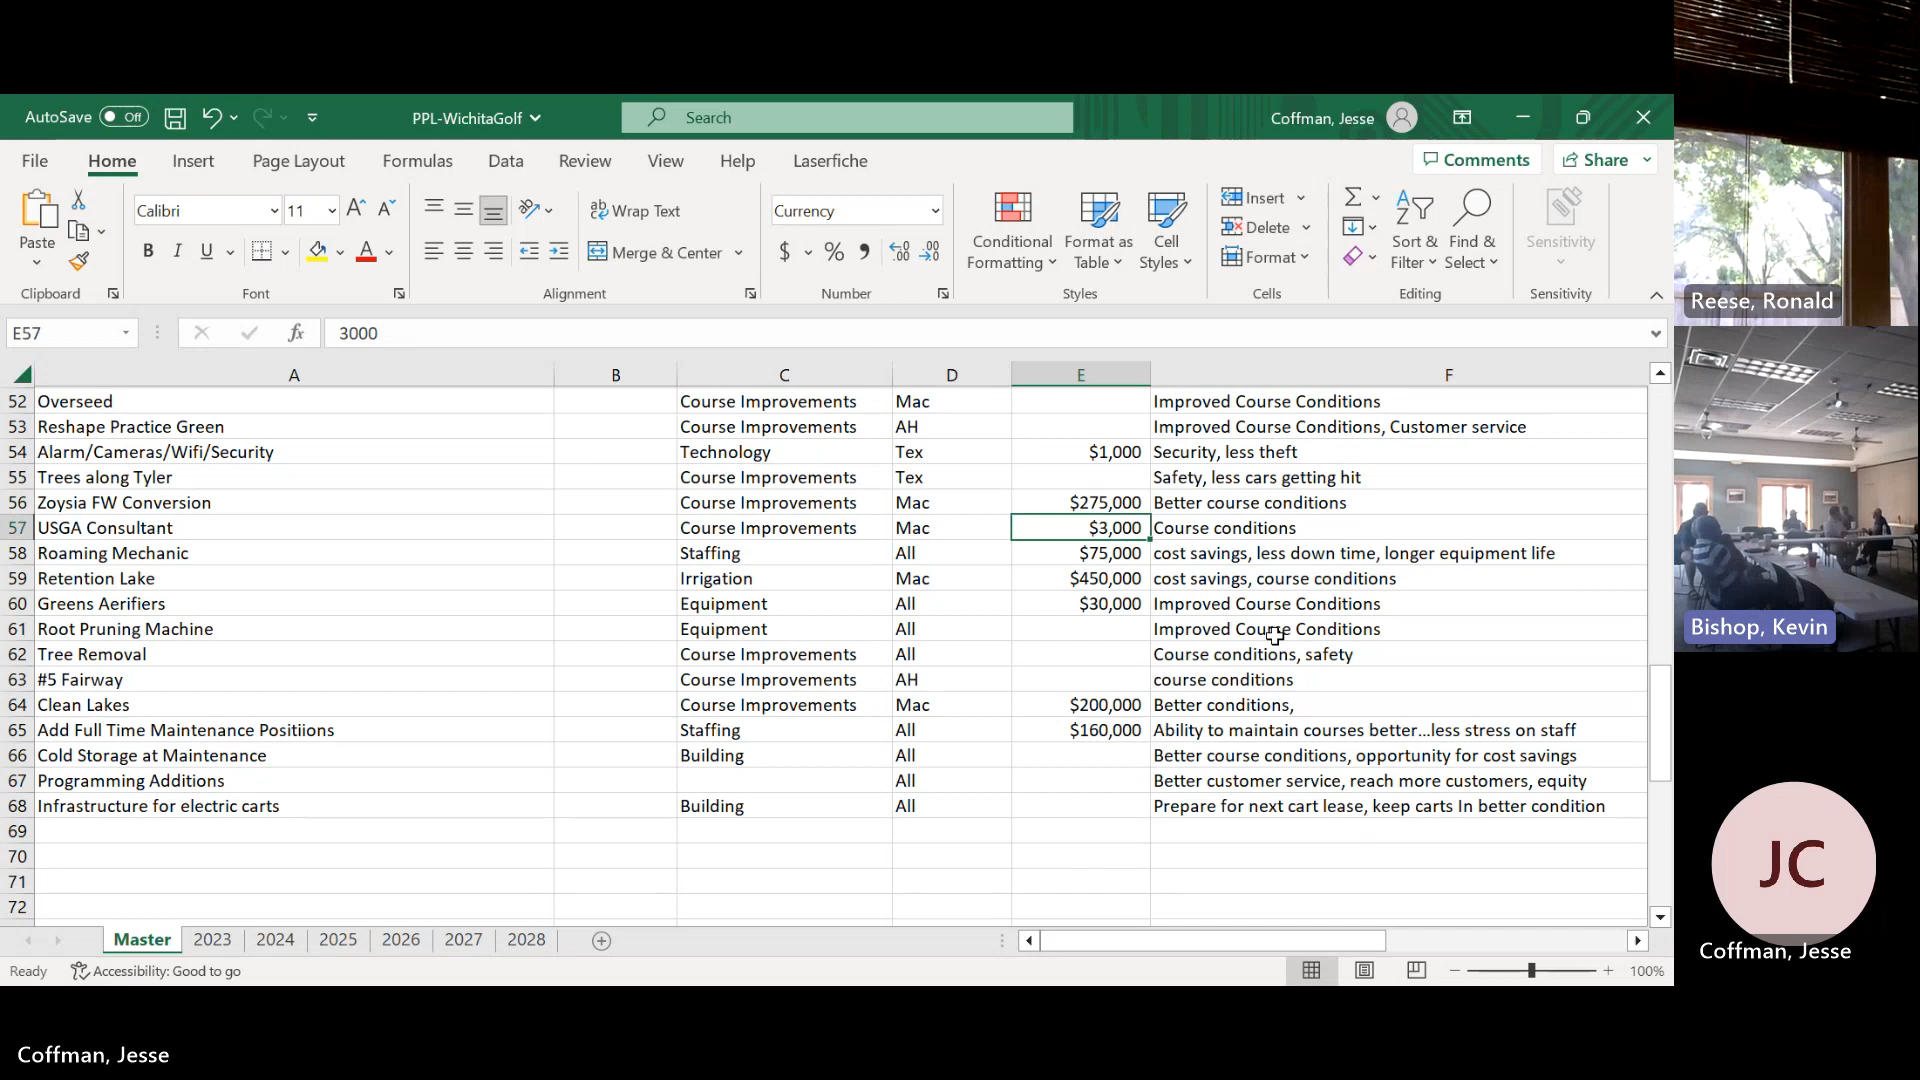 AutoSave Off PPL-WichitaGolf Search Coffman, Jesse
File Home Insert Page Layout Formulas Data Review View Help Laserfiche Comments Share
Calibri 11 Wrap Text Currency Insert
Paste B I U A Merge & Center $ % Conditional Formatting Format as Table Cell Styles Delete Format Sort & Filter Find & Select Sensitivity
Clipboard Font Alignment Number Styles Cells Editing Sensitivity
E57 fx 3000
A B C D E F
52 Overseed Course Improvements Mac Improved Course Conditions
53 Reshape Practice Green Course Improvements AH Improved Course Conditions, Customer service
54 Alarm/Cameras/Wifi/Security Technology Tex $1,000 Security, less theft
55 Trees along Tyler Course Improvements Tex Safety, less cars getting hit
56 Zoysia FW Conversion Course Improvements Mac $275,000 Better course conditions
57 USGA Consultant Course Improvements Mac $3,000 Course conditions
58 Roaming Mechanic Staffing All $75,000 cost savings, less down time, longer equipment life
59 Retention Lake Irrigation Mac $450,000 cost savings, course conditions
60 Greens Aerifiers Equipment All $30,000 Improved Course Conditions
61 Root Pruning Machine Equipment All Improved Course Conditions
62 Tree Removal Course Improvements All Course conditions, safety
63 #5 Fairway Course Improvements AH course conditions
64 Clean Lakes Course Improvements Mac $200,000 Better conditions,
65 Add Full Time Maintenance Positiions Staffing All $160,000 Ability to maintain courses better...less stress on staff
66 Cold Storage at Maintenance Building All Better course conditions, opportunity for cost savings
67 Programming Additions All Better customer service, reach more customers, equity
68 Infrastructure for electric carts Building All Prepare for next cart lease, keep carts In better condition
69
70
71
72
Master 2023 2024 2025 2026 2027 2028
Ready Accessibility: Good to go 100%
Coffman, Jesse
Reese, Ronald
Bishop, Kevin
JC
Coffman, Jesse